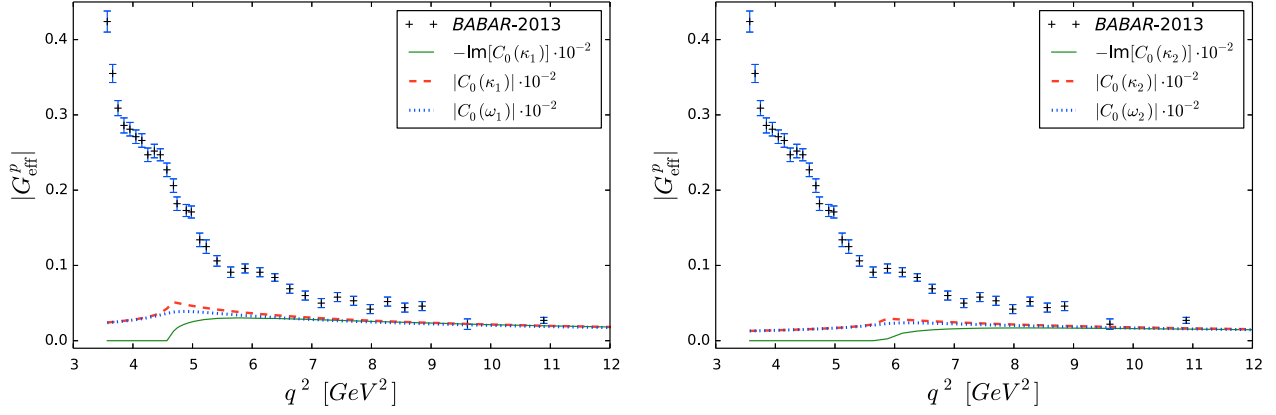 0.4
0.3
0.2
0.1
0.0
|G^p_eff|
BABAR-2013
−Im[C₀(κ₁)]·10⁻²
|C₀(κ₁)|·10⁻²
|C₀(ω₁)|·10⁻²
3 4 5 6 7 8 9 10 11 12
q² [GeV²]
0.4
0.3
0.2
0.1
0.0
|G^p_eff|
BABAR-2013
−Im[C₀(κ₂)]·10⁻²
|C₀(κ₂)|·10⁻²
|C₀(ω₂)|·10⁻²
3 4 5 6 7 8 9 10 11 12
q² [GeV²]